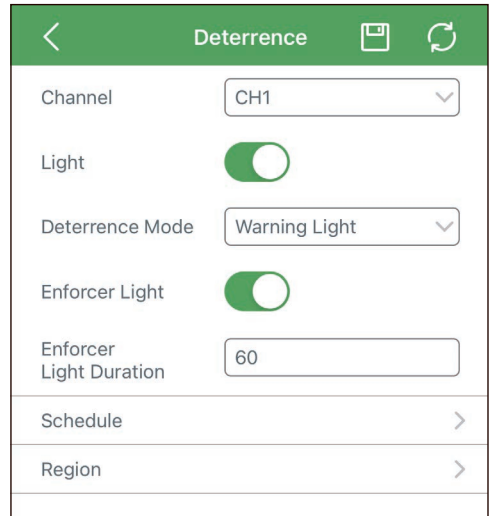 Deterrence
Channel CH1
Light
Deterrence Mode Warning Light
Enforcer Light
Enforcer
Light Duration 60
Schedule
Region